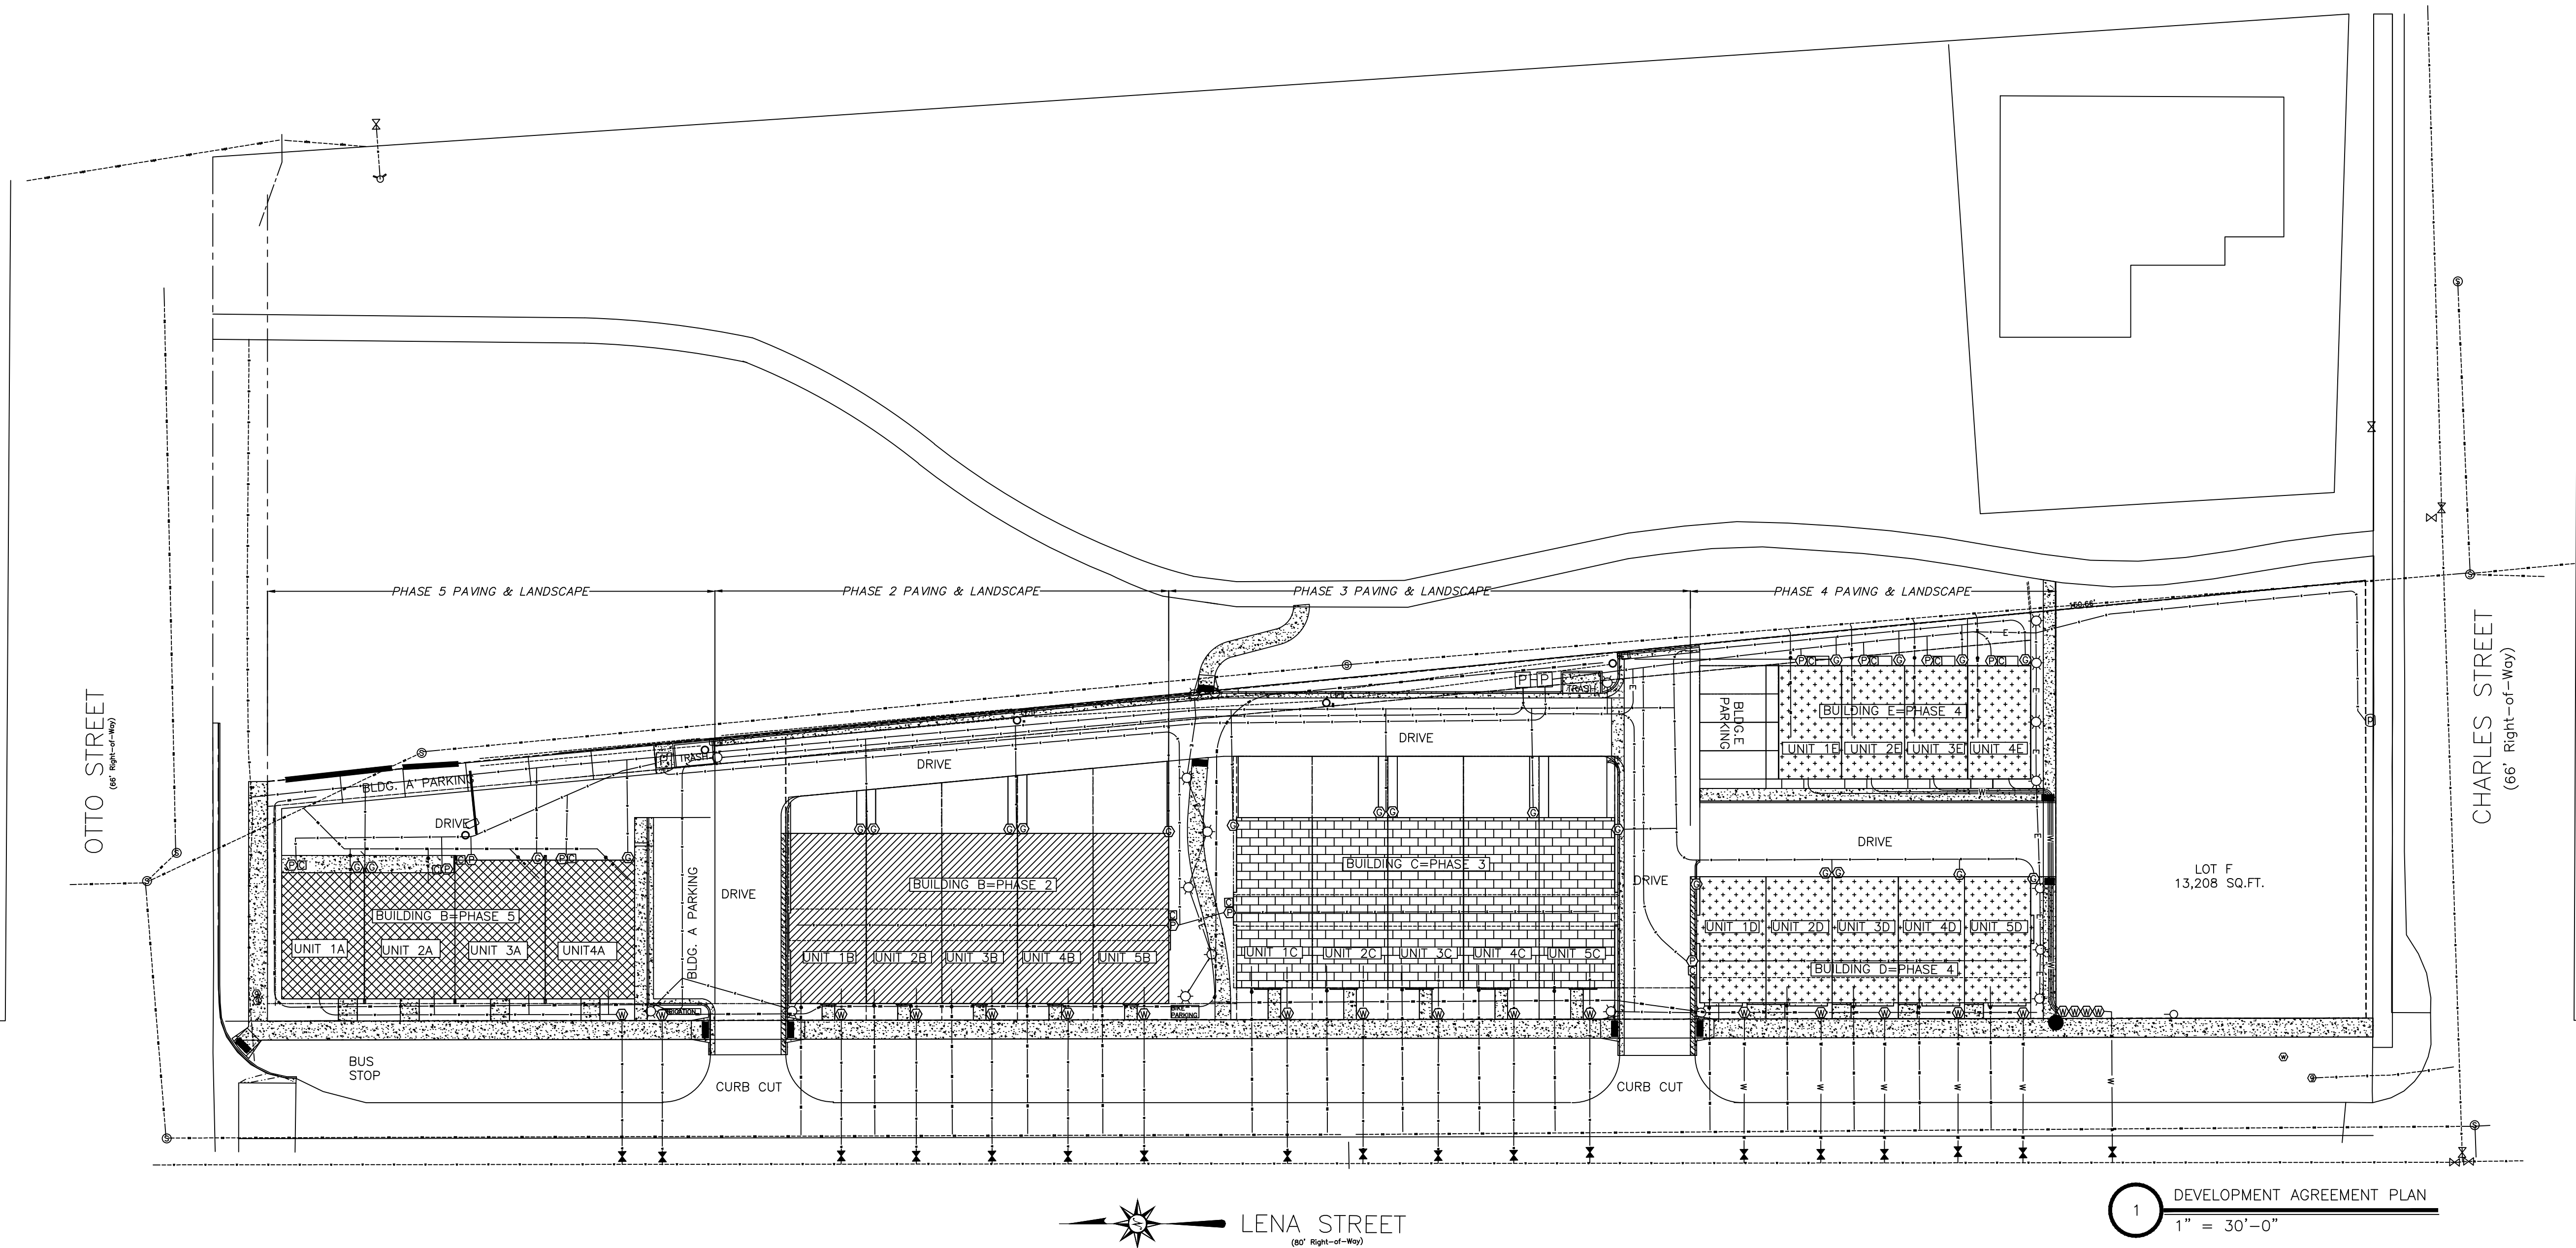 PHASE 5 PAVING & LANDSCAPE
PHASE 2 PAVING & LANDSCAPE
PHASE 3 PAVING & LANDSCAPE
PHASE 4 PAVING & LANDSCAPE
OTTO STREET
(66' Right-of-Way)
CHARLES STREET
(66' Right-of-Way)
TRASH
BLDG.E
PARKING
BUILDING E=PHASE 4
UNIT 1E
UNIT 2E
UNIT 3E
UNIT 4E
DRIVE
TRASH
DRIVE
BLDG. A PARKING
DRIVE
DRIVE
BUILDING B=PHASE 5
UNIT 1A
UNIT 2A
UNIT 3A
UNIT4A
BLDG. A PARKING
DRIVE
BUILDING B=PHASE 2
UNIT 1B
UNIT 2B
UNIT 3B
UNIT 4B
UNIT 5B
BUILDING C=PHASE 3
UNIT 1C
UNIT 2C
UNIT 3C
UNIT 4C
UNIT 5C
DRIVE
UNIT 1D
UNIT 2D
UNIT 3D
UNIT 4D
UNIT 5D
BUILDING D=PHASE 4
LOT F
13,208 SQ.FT.
BIKE
PARKING
BUS
STOP
CURB CUT
CURB CUT
LENA STREET
(80' Right-of-Way)
1
DEVELOPMENT AGREEMENT PLAN
1" = 30'-0"